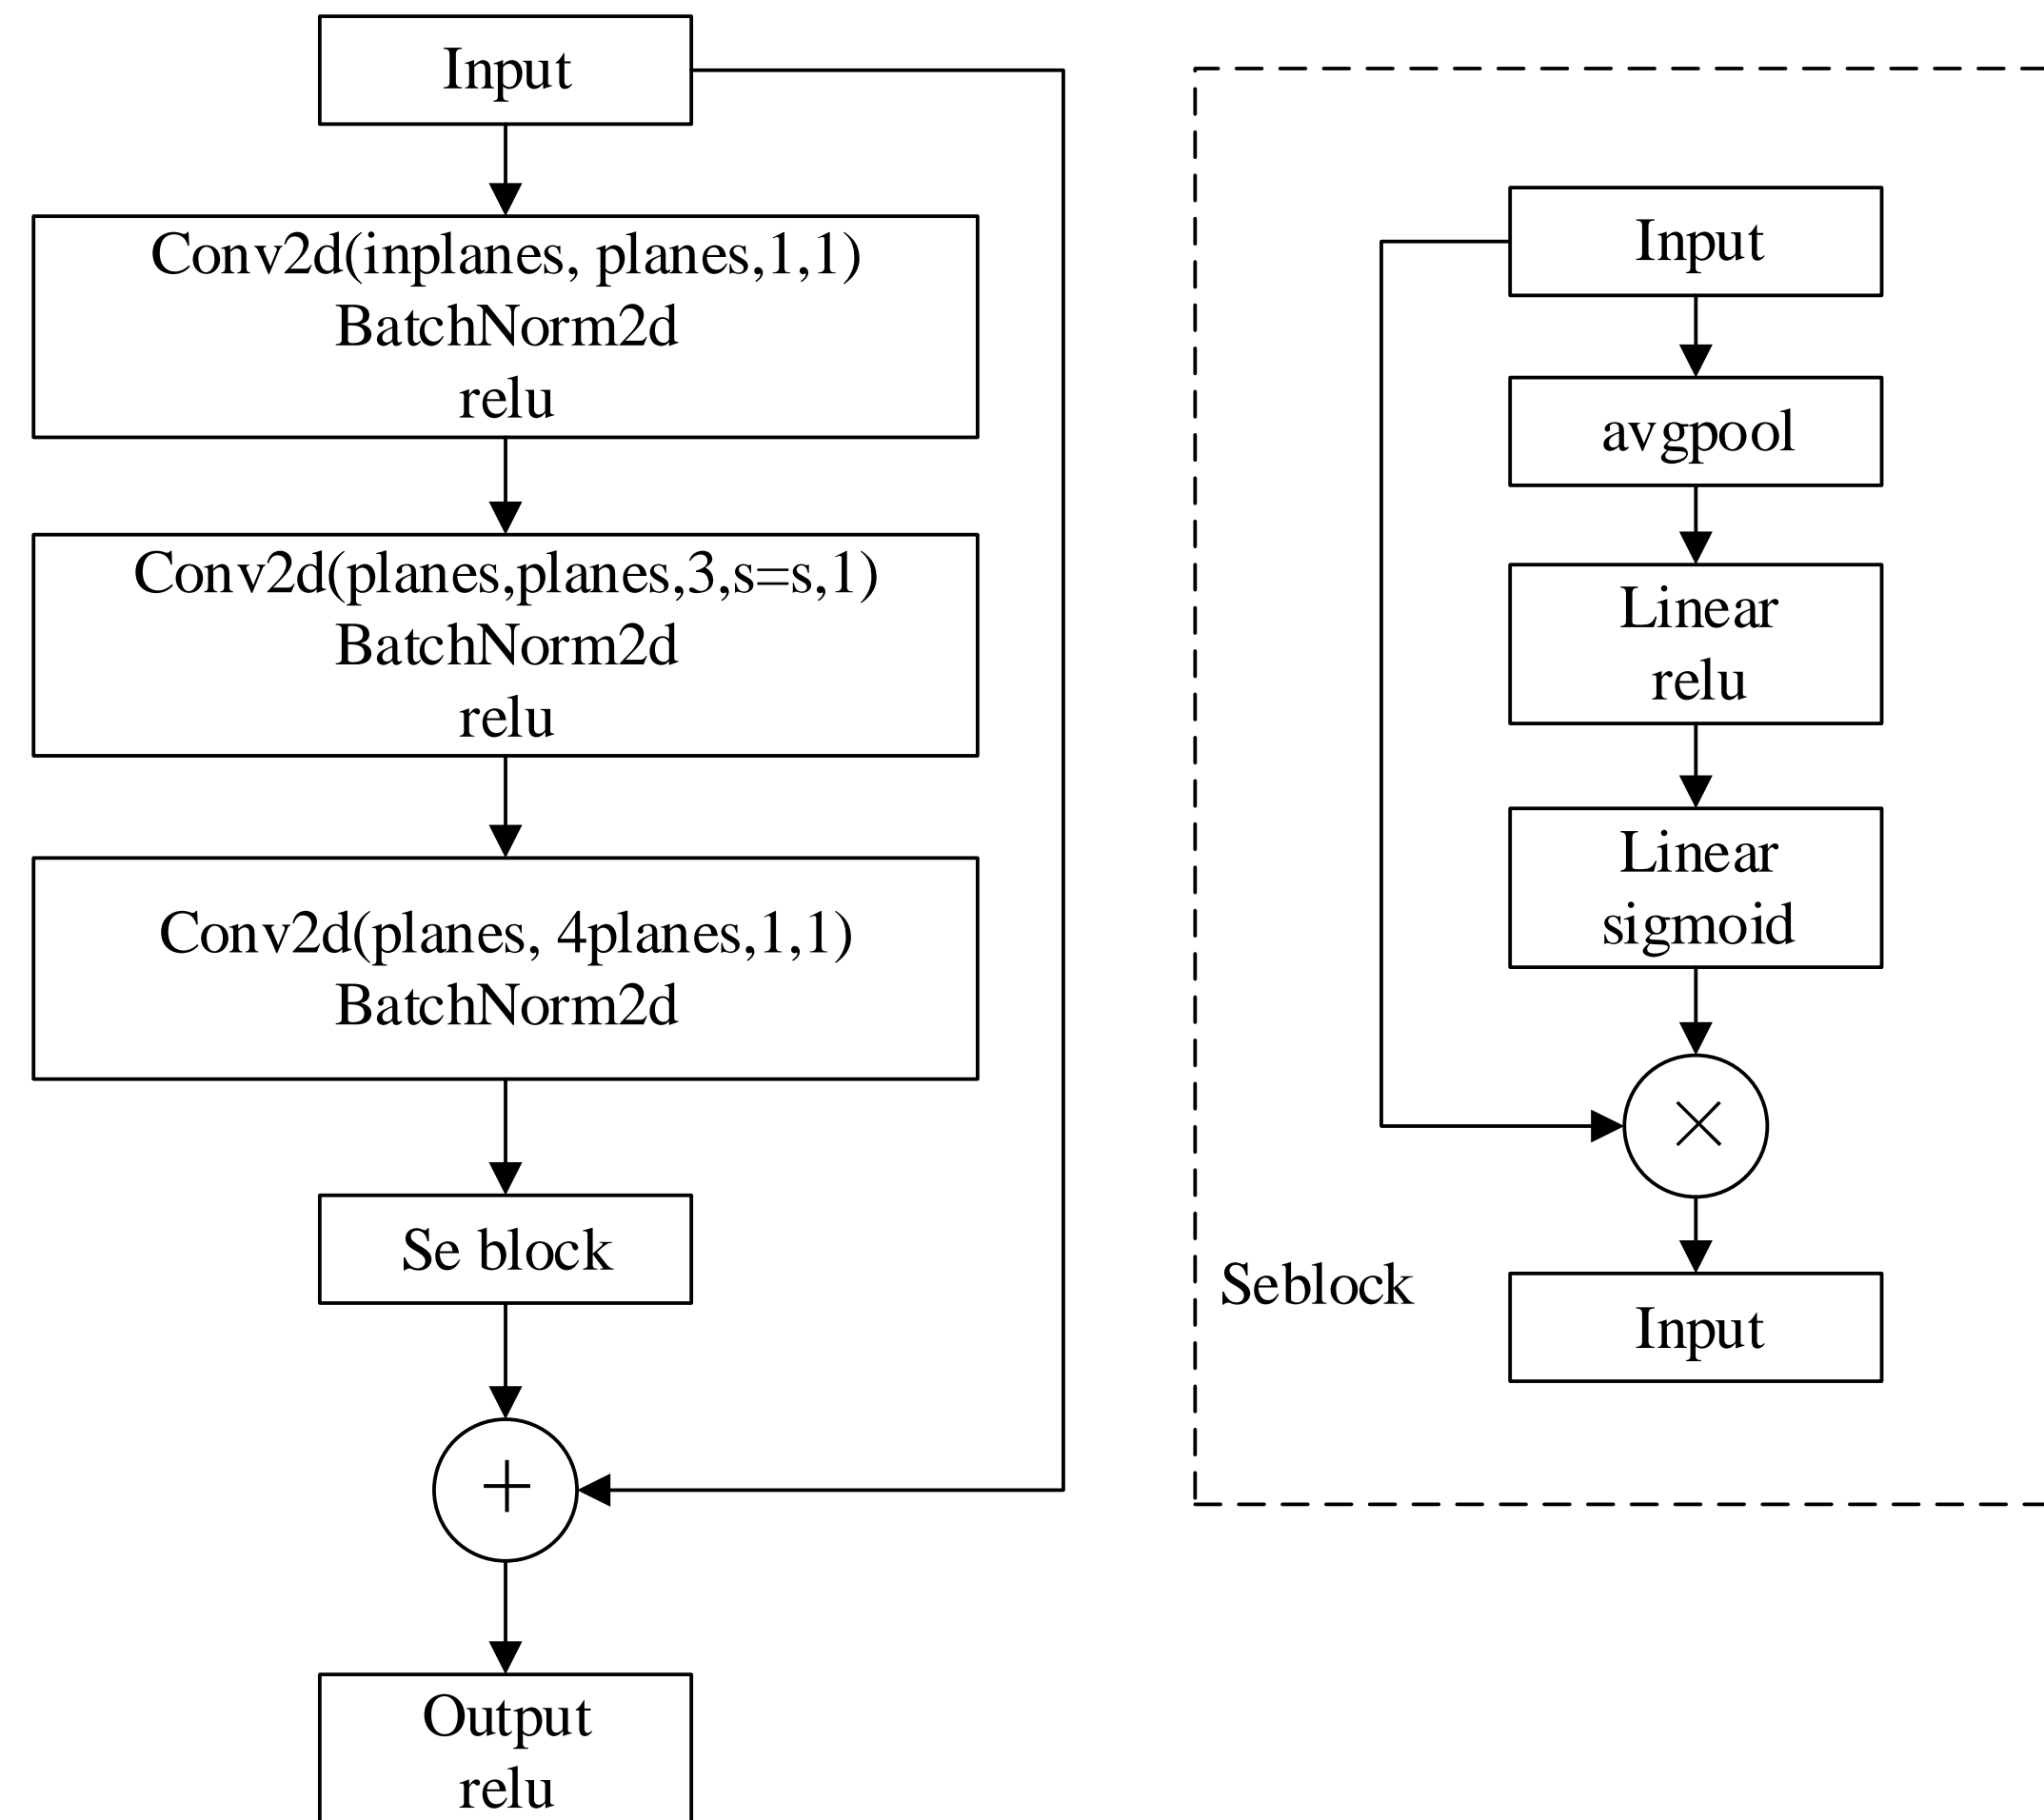 Input
Conv2d(inplanes, planes,1,1)
BatchNorm2d
relu
Conv2d(planes,planes,3,s=s,1)
BatchNorm2d
relu
Conv2d(planes, 4planes,1,1)
BatchNorm2d
Se block
+
Output
relu
Input
avgpool
Linear
relu
Linear
sigmoid
×
Seblock
Input